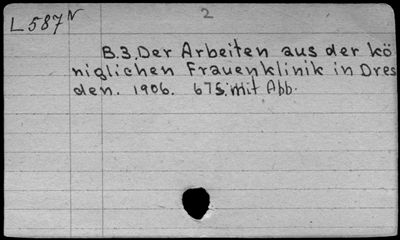 2
L 587 N
B.3. Der Arbeiten aus der kö
niglichen Frauenklinik in Dres
den. 1906. 67S. mit Abb.